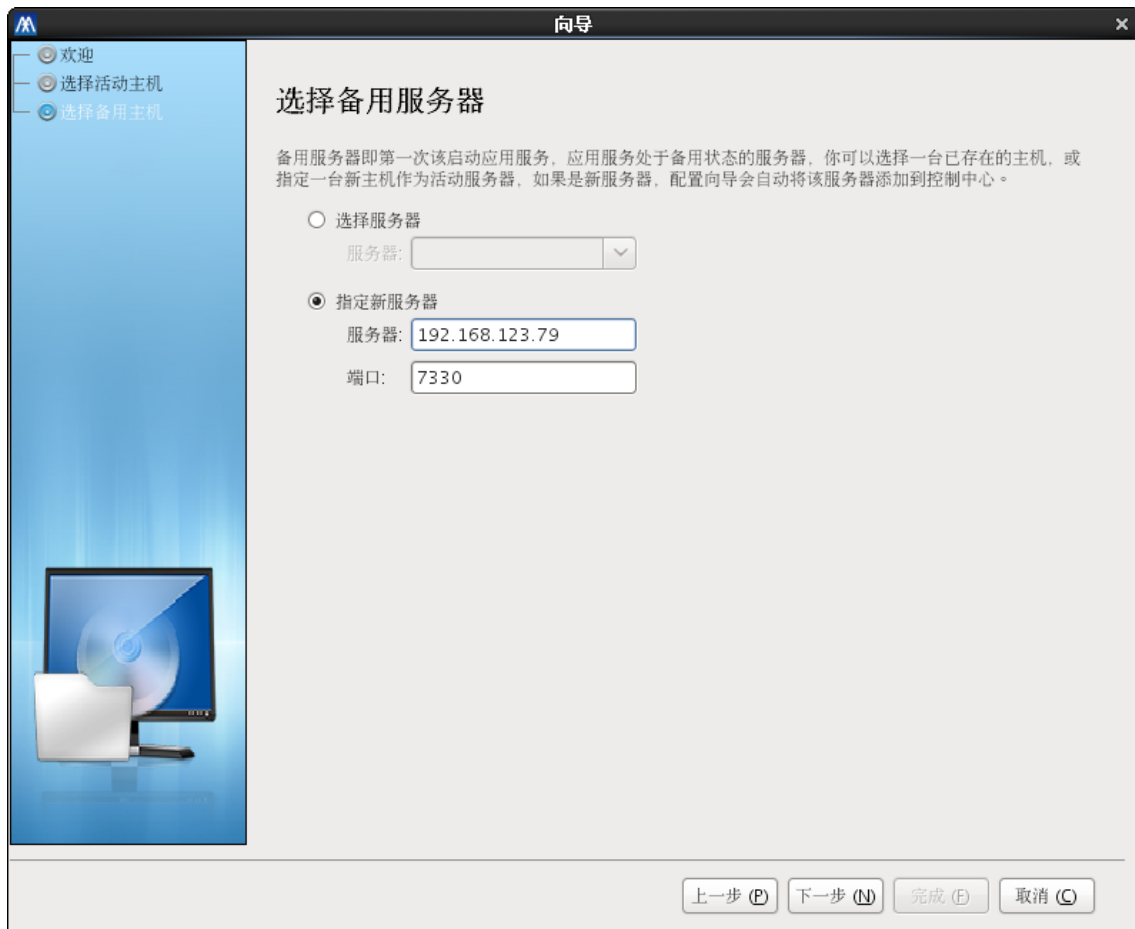 向导
欢迎
选择活动主机
选择备用主机
选择备用服务器
备用服务器即第一次该启动应用服务，应用服务处于备用状态的服务器，你可以选择一台已存在的主机，或
指定一台新主机作为活动服务器，如果是新服务器，配置向导会自动将该服务器添加到控制中心。
选择服务器
服务器:
指定新服务器
服务器: 192.168.123.79
端口: 7330
上一步 (P) 下一步 (N) 完成 (F) 取消 (C)